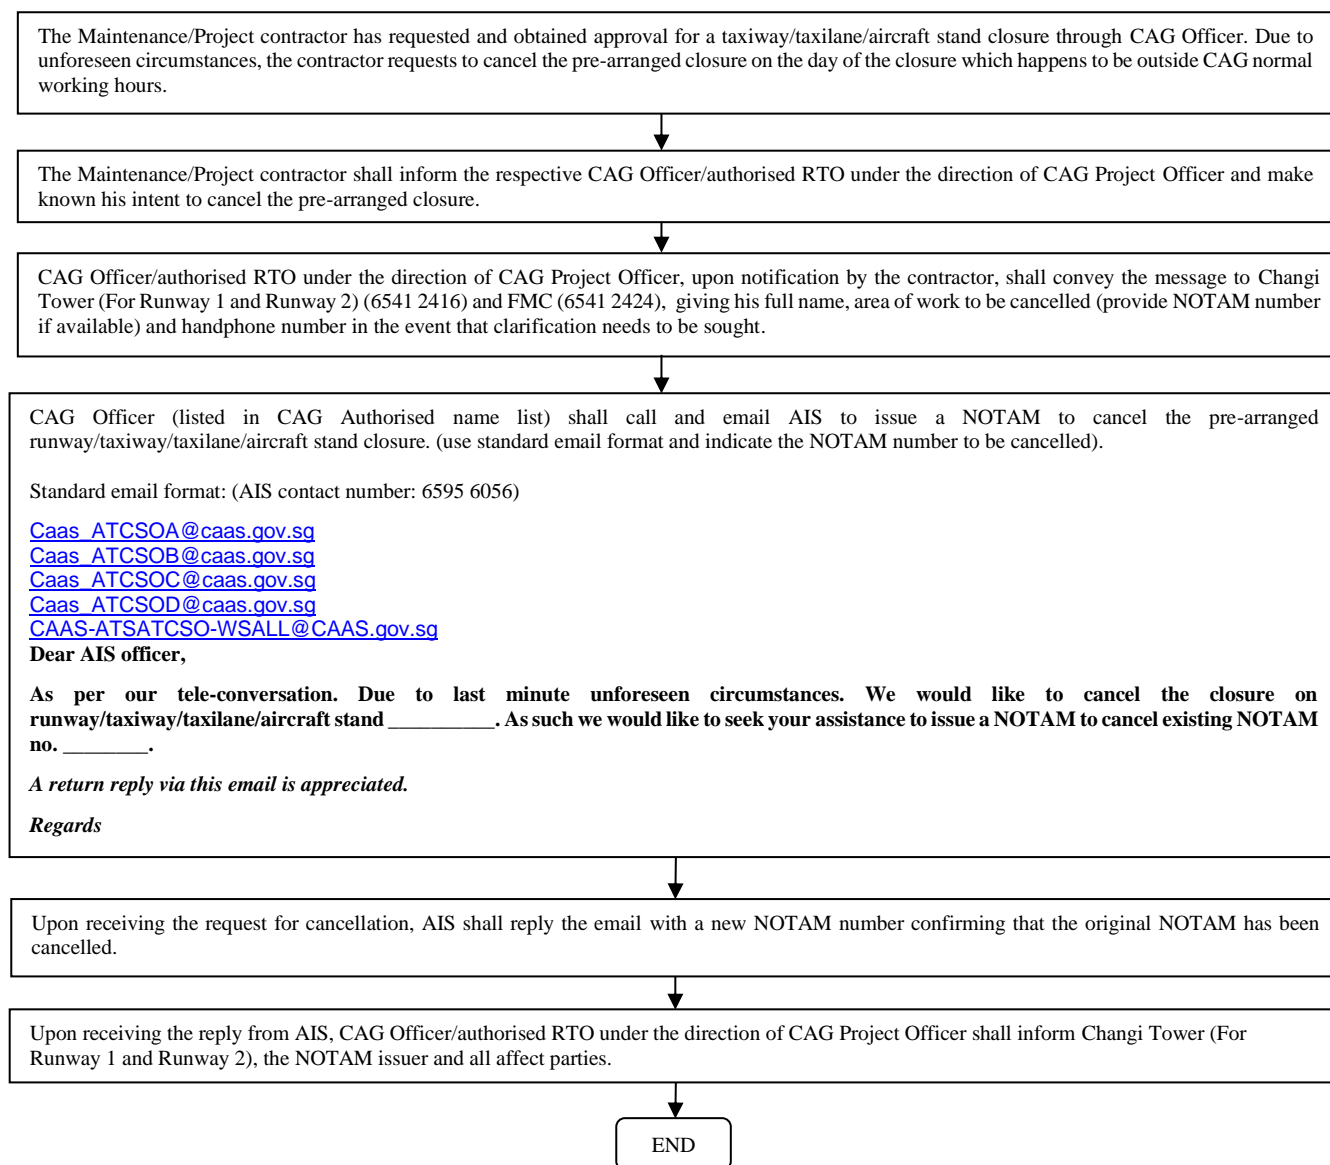 The Maintenance/Project contractor has requested and obtained approval for a taxiway/taxilane/aircraft stand closure through CAG Officer. Due to
unforeseen circumstances, the contractor requests to cancel the pre-arranged closure on the day of the closure which happens to be outside CAG normal
working hours.
The Maintenance/Project contractor shall inform the respective CAG Officer/authorised RTO under the direction of CAG Project Officer and make
known his intent to cancel the pre-arranged closure.
CAG Officer/authorised RTO under the direction of CAG Project Officer, upon notification by the contractor, shall convey the message to Changi
Tower (For Runway 1 and Runway 2) (6541 2416) and FMC (6541 2424), giving his full name, area of work to be cancelled (provide NOTAM number
if available) and handphone number in the event that clarification needs to be sought.
CAG Officer (listed in CAG Authorised name list) shall call and email AIS to issue a NOTAM to cancel the pre-arranged
runway/taxiway/taxilane/aircraft stand closure. (use standard email format and indicate the NOTAM number to be cancelled).
Standard email format: (AIS contact number: 6595 6056)
Caas_ATCSOA@caas.gov.sg
Caas_ATCSOB@caas.gov.sg
Caas_ATCSOC@caas.gov.sg
Caas_ATCSOD@caas.gov.sg
CAAS-ATSATCSO-WSALL@CAAS.gov.sg
Dear AIS officer,
As per our tele-conversation. Due to last minute unforeseen circumstances. We would like to cancel the closure on
runway/taxiway/taxilane/aircraft stand __________. As such we would like to seek your assistance to issue a NOTAM to cancel existing NOTAM
no. ________.
A return reply via this email is appreciated.
Regards
Upon receiving the request for cancellation, AIS shall reply the email with a new NOTAM number confirming that the original NOTAM has been
cancelled.
Upon receiving the reply from AIS, CAG Officer/authorised RTO under the direction of CAG Project Officer shall inform Changi Tower (For
Runway 1 and Runway 2), the NOTAM issuer and all affect parties.
END